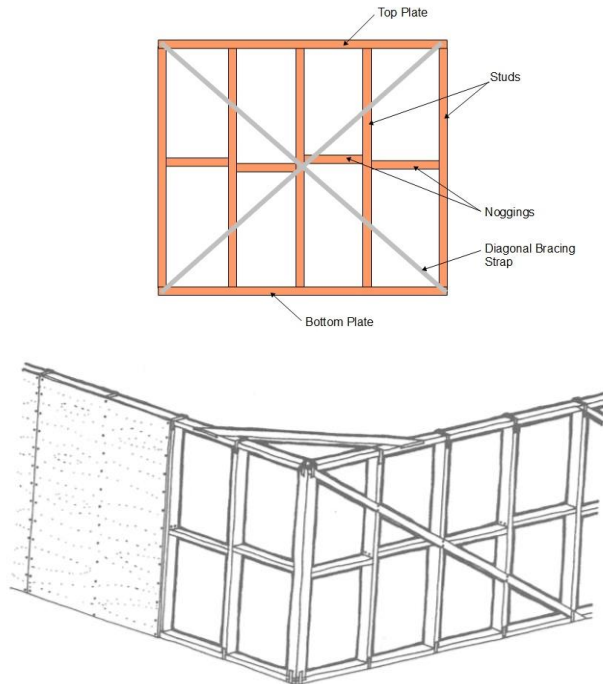 Top Plate
Studs
Noggings
Diagonal Bracing
Strap
Bottom Plate